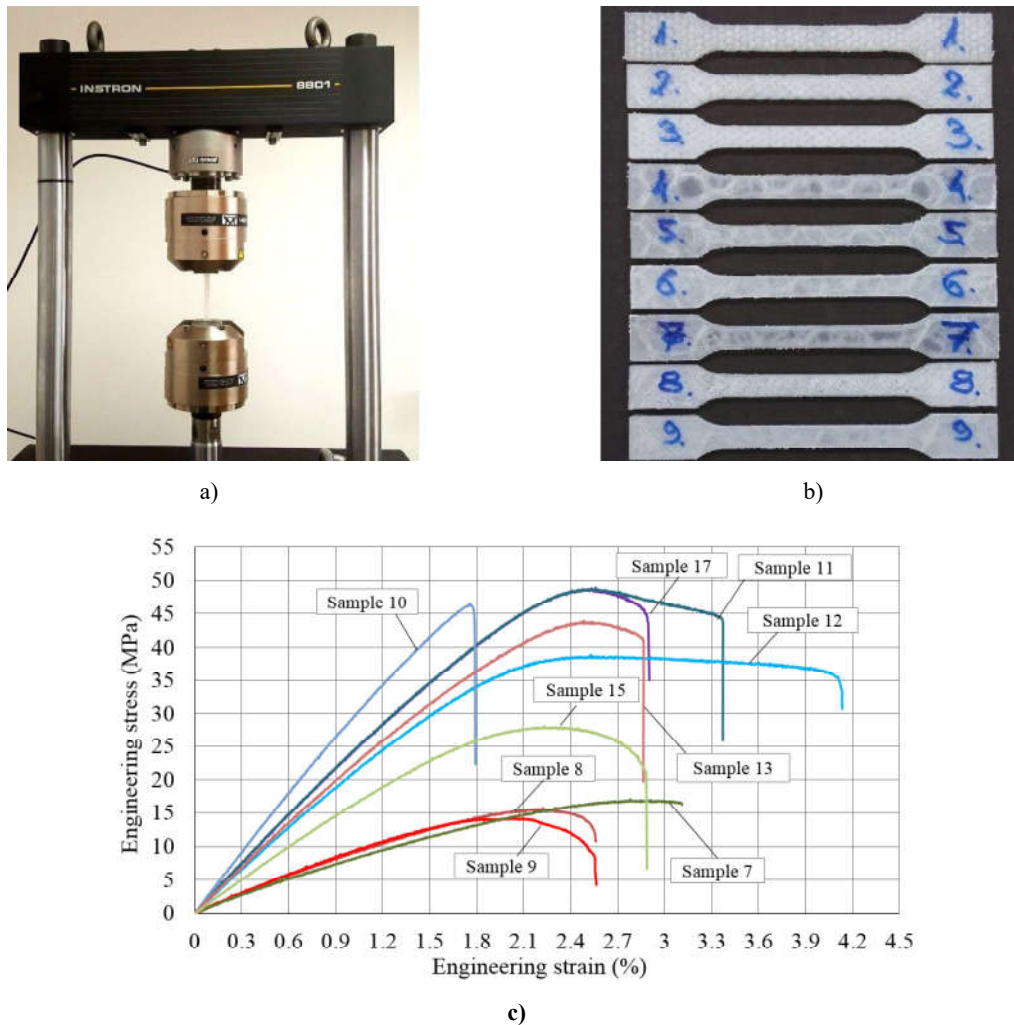 INSTRON
8801
1. 1.
2. 2.
3. 3.
4. 4.
5. 5.
6. 6.
7. 7.
8. 8.
9. 9.
a)
b)
55
50
45
40
35
30
25
20
15
10
5
0
Engineering stress (MPa)
Sample 10
Sample 17
Sample 11
Sample 12
Sample 15
Sample 8
Sample 13
Sample 9
Sample 7
0 0.3 0.6 0.9 1.2 1.5 1.8 2.1 2.4 2.7 3 3.3 3.6 3.9 4.2 4.5
Engineering strain (%)
c)